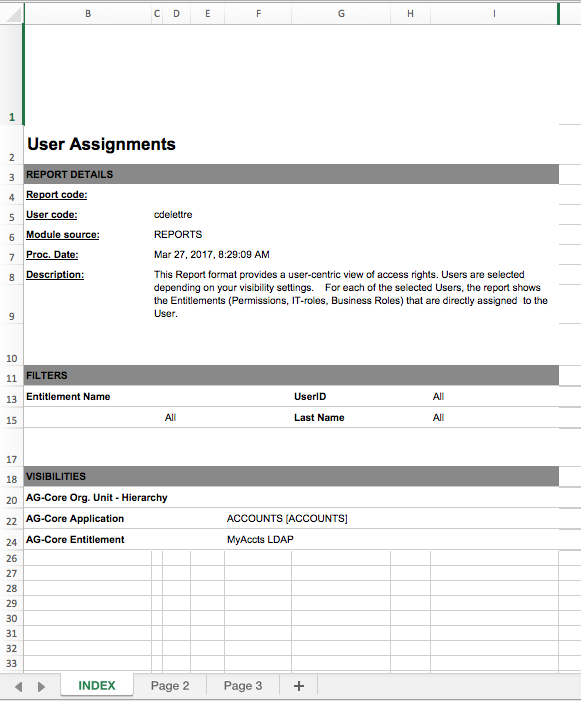 B C D E F G H I
1
2 User Assignments
3 REPORT DETAILS
4 Report code:
5 User code: cdelettre
6 Module source: REPORTS
7 Proc. Date: Mar 27, 2017, 8:29:09 AM
8 Description: This Report format provides a user-centric view of access rights. Users are selected
depending on your visibility settings. For each of the selected Users, the report shows
the Entitlements (Permissions, IT-roles, Business Roles) that are directly assigned to the
9 User.
10
11 FILTERS
13 Entitlement Name UserID All
15 All Last Name All
17
18 VISIBILITIES
20 AG-Core Org. Unit - Hierarchy
22 AG-Core Application ACCOUNTS [ACCOUNTS]
24 AG-Core Entitlement MyAccts LDAP
26
27
28
29
30
31
32
33
INDEX Page 2 Page 3 +